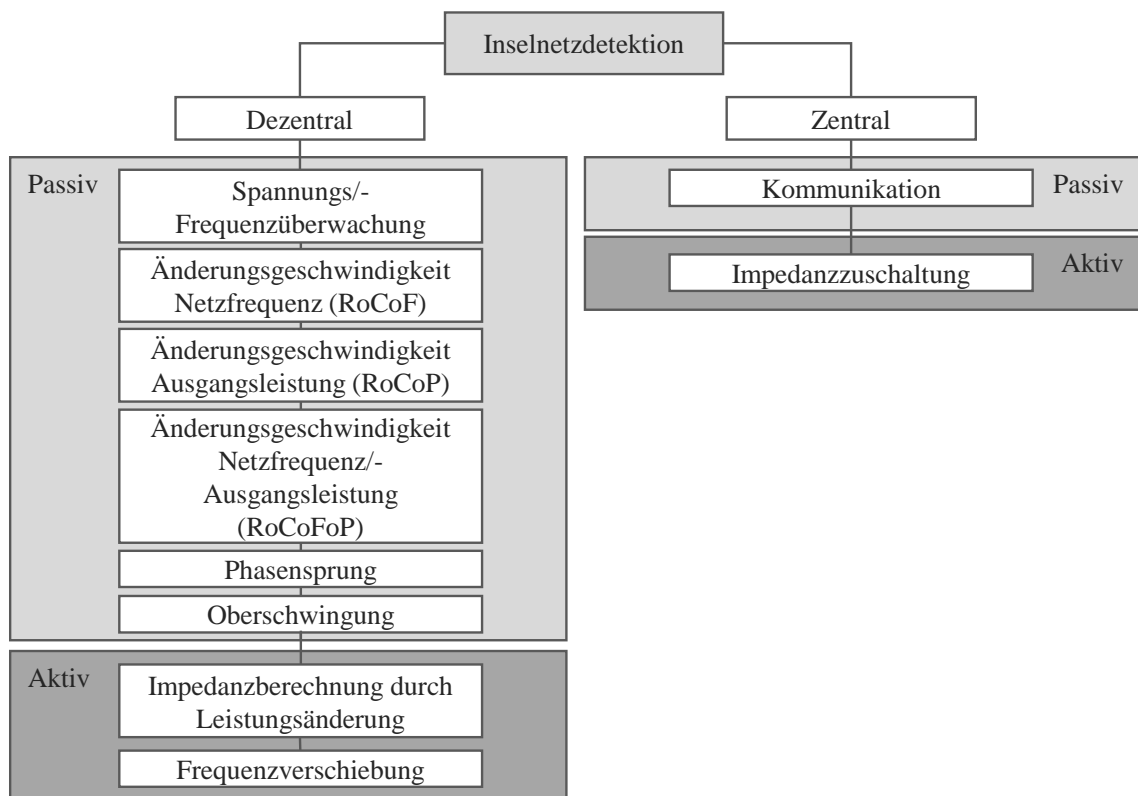 Inselnetzdetektion
Dezentral
Zentral
Passiv
Spannungs/-
Frequenzüberwachung
Änderungsgeschwindigkeit
Netzfrequenz (RoCoF)
Änderungsgeschwindigkeit
Ausgangsleistung (RoCoP)
Änderungsgeschwindigkeit
Netzfrequenz/-
Ausgangsleistung
(RoCoFoP)
Phasensprung
Oberschwingung
Aktiv
Impedanzberechnung durch
Leistungsänderung
Frequenzverschiebung
Kommunikation
Passiv
Impedanzzuschaltung
Aktiv